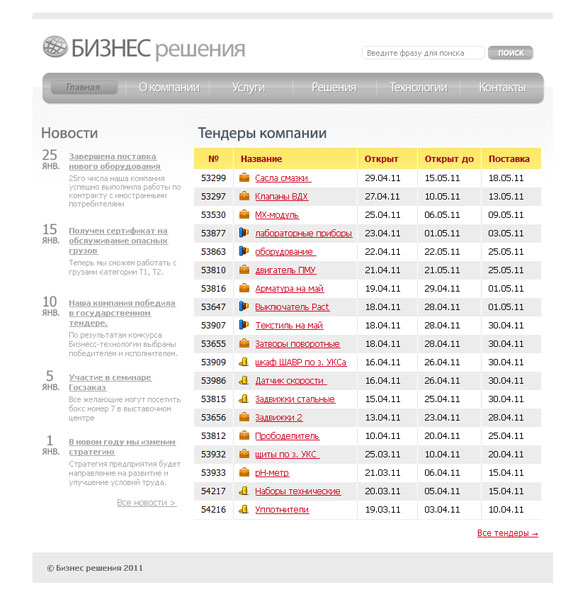 БИЗНЕС решения
Введите фразу для поиска
ПОИСК
Главная О компании Услуги Решения Технологии Контакты
Новости
25 ЯНВ.
Завершена поставка
нового оборудования
25го числа наша компания
успешно выполнила работы по
контракту с иностранными
потребителями
15 ЯНВ.
Получен сертификат на
обслуживание опасных
грузов
Теперь мы сможем работать с
грузами категории Т1, Т2.
10 ЯНВ.
Наша компания победила
в государственном
тендере.
По результатам конкурса
Бизнес-технологии выбраны
победителем и исполнителем.
5 ЯНВ.
Участие в семинаре
Госзаказ
Все желающие могут посетить
бокс номер 7 в выставочном
центре
1 ЯНВ.
В новом году мы изменим
стратегию
Стратегия предприятия будет
направление на развитие и
улучшение условий труда.
Все новости >
Тендеры компании
№ Название Открыт Открыт до Поставка
53299 Сасла смазки 29.04.11 15.05.11 18.05.11
53297 Клапаны ВДХ 27.04.11 10.05.11 13.05.11
53530 МХ-модуль 25.04.11 06.05.11 09.05.11
53877 лабораторные приборы 23.04.11 01.05.11 03.05.11
53863 оборудование 22.04.11 22.05.11 25.05.11
53810 двигатель ПМУ 21.04.11 21.05.11 25.05.11
53816 Арматура на май 19.04.11 29.04.11 01.05.11
53647 Выключатель Pact 18.04.11 28.04.11 01.05.11
53907 Текстиль на май 18.04.11 28.04.11 30.04.11
53655 Затворы поворотные 18.04.11 28.04.11 30.04.11
53909 шкаф ШАВР по з. УКСа 16.04.11 26.04.11 30.04.11
53986 Датчик скорости 16.04.11 26.04.11 30.04.11
53815 Задвижки стальные 15.04.11 25.04.11 30.04.11
53656 Задвижки 2 13.04.11 23.04.11 28.04.11
53812 Прободелитель 10.04.11 20.04.11 25.04.11
53932 щиты по з. УКС 25.03.11 10.04.11 20.04.11
53933 pH-метр 21.03.11 06.04.11 15.04.11
54217 Наборы технические 20.03.11 05.04.11 15.04.11
54216 Уплотнители 19.03.11 03.04.11 10.04.11
Все тендеры →
© Бизнес решения 2011